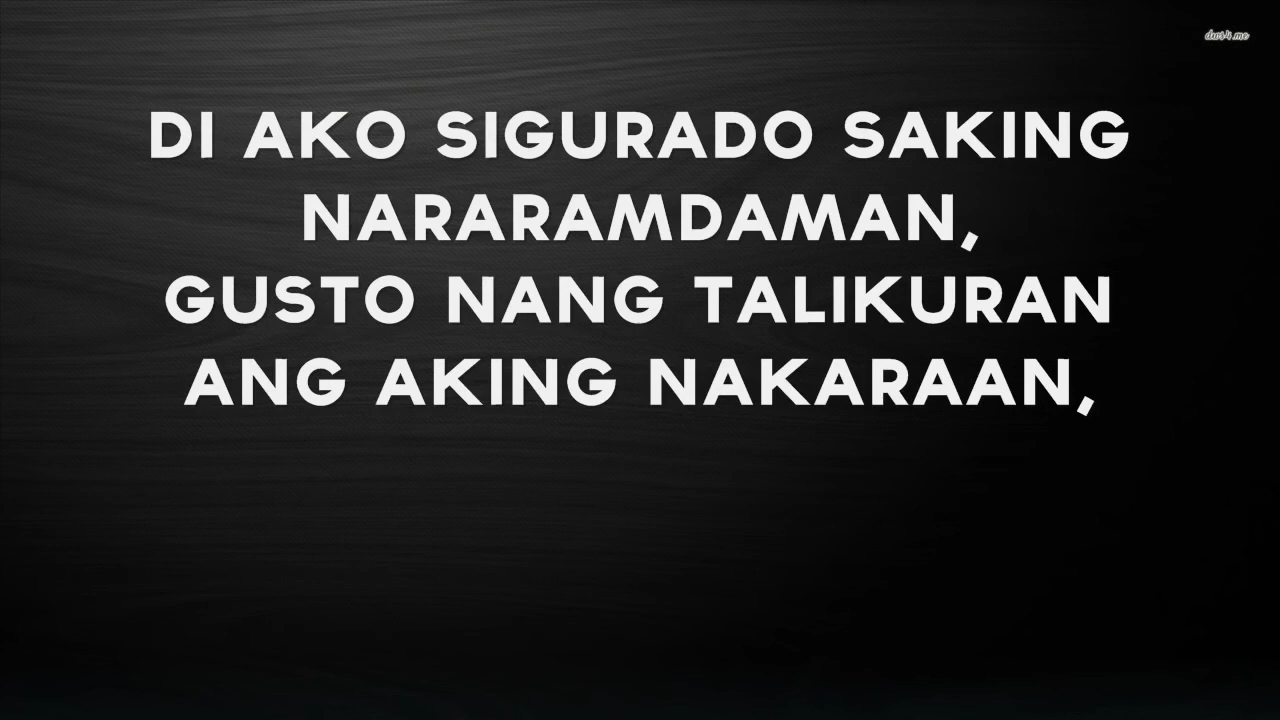 DI AKO SIGURADO SAKING
NARARAMDAMAN,
GUSTO NANG TALIKURAN
ANG AKING NAKARAAN,